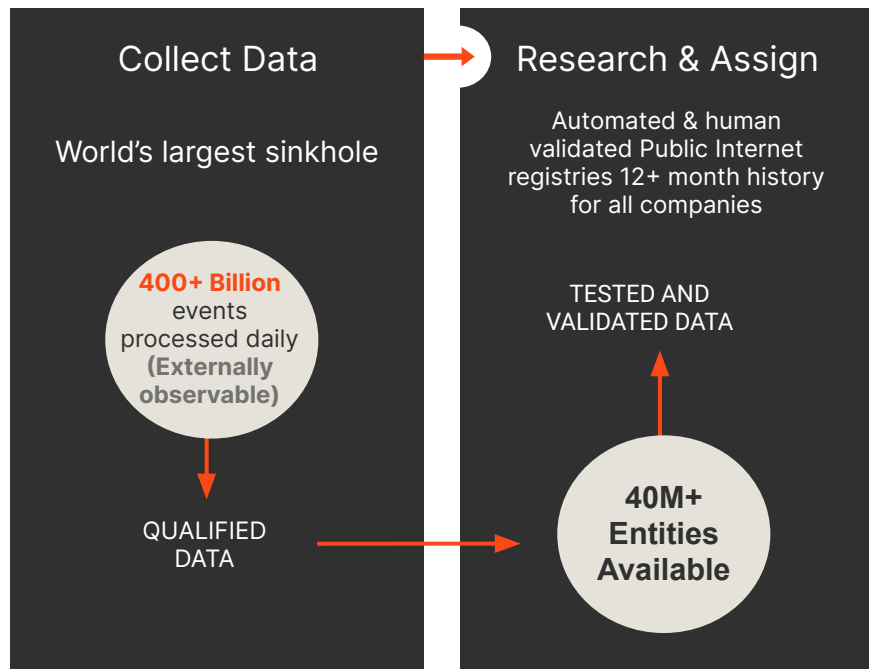 Collect Data
World’s largest sinkhole
400+ Billion
events
processed daily
(Externally
observable)
QUALIFIED
DATA
Research & Assign
Automated & human
validated Public Internet
registries 12+ month history
for all companies
TESTED AND
VALIDATED DATA
40M+
Entities
Available